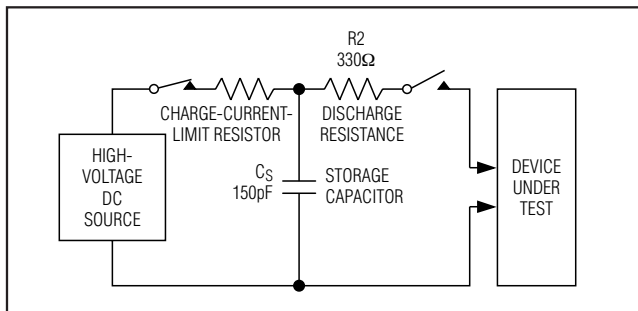 R2
330Ω
CHARGE-CURRENT-
LIMIT RESISTOR
DISCHARGE
RESISTANCE
HIGH-
VOLTAGE
DC
SOURCE
CS
150pF
STORAGE
CAPACITOR
DEVICE
UNDER
TEST